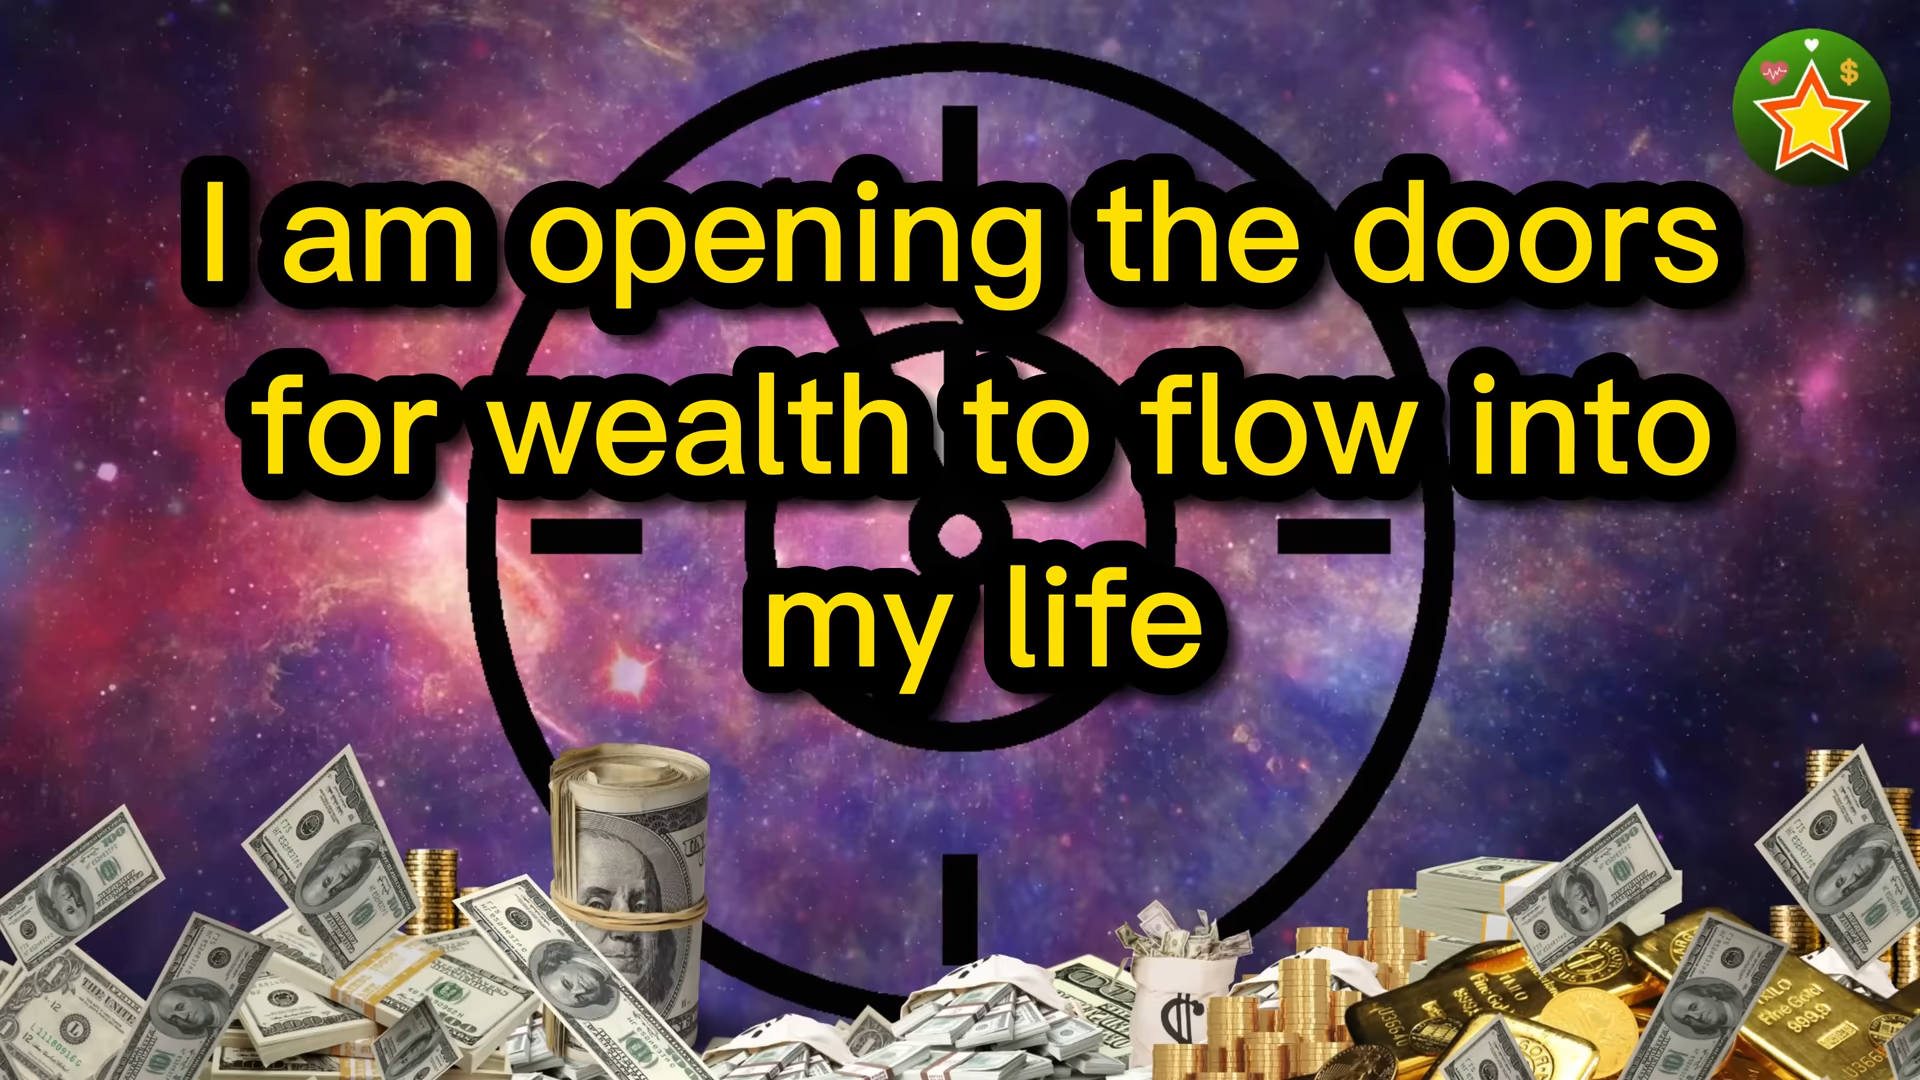 I am opening the doors
for wealth to flow into
my life